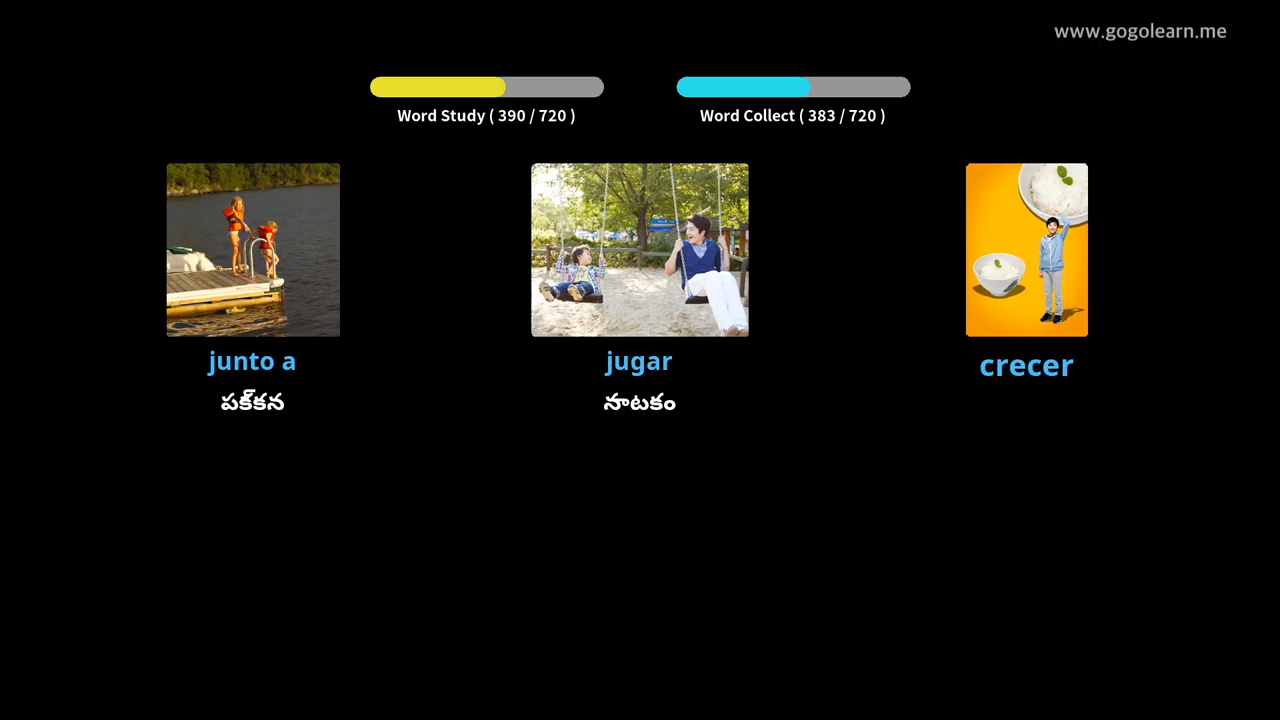 www.gogolearn.me
Word Study ( 390 / 720 )
Word Collect ( 383 / 720 )
junto a
పక్‌కన
jugar
నాటకం
crecer